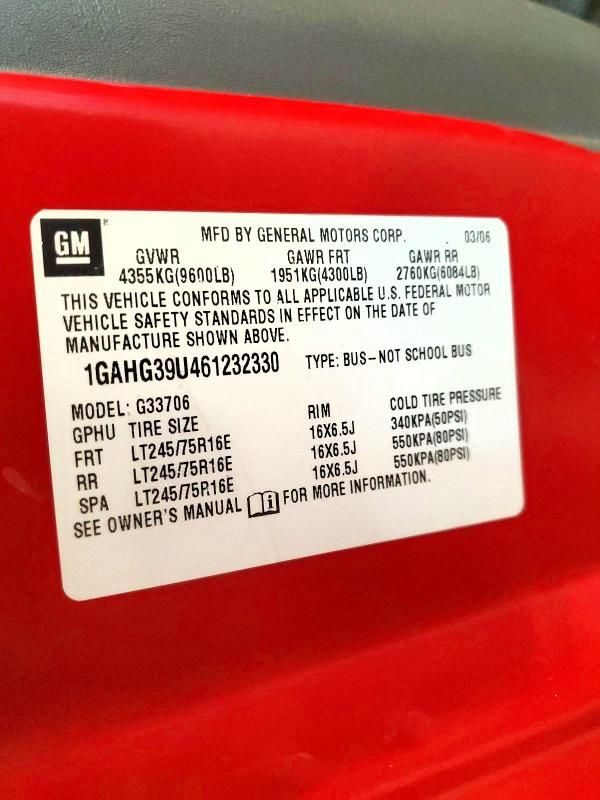 GM
MFD BY GENERAL MOTORS CORP. 03/06
GVWR GAWR FRT GAWR RR
4355KG(9600LB) 1951KG(4300LB) 2760KG(6084LB)
THIS VEHICLE CONFORMS TO ALL APPLICABLE U.S. FEDERAL MOTOR
VEHICLE SAFETY STANDARDS IN EFFECT ON THE DATE OF
MANUFACTURE SHOWN ABOVE.
1GAHG39U461232330 TYPE: BUS-NOT SCHOOL BUS
MODEL: G33706
GPHU TIRE SIZE RIM COLD TIRE PRESSURE
FRT LT245/75R16E 16X6.5J 340KPA(50PSI)
RR LT245/75R16E 16X6.5J 550KPA(80PSI)
SPA LT245/75R16E 16X6.5J 550KPA(80PSI)
SEE OWNER'S MANUAL FOR MORE INFORMATION.